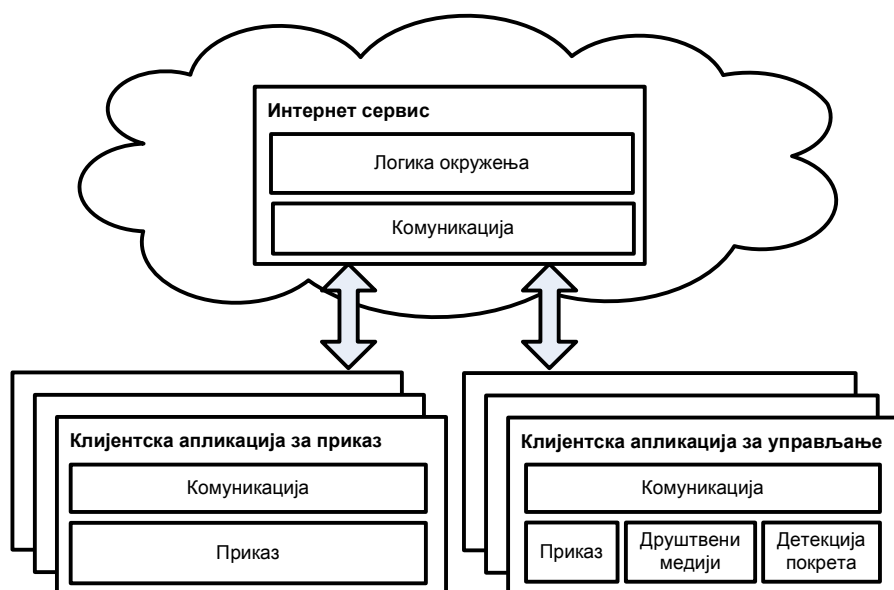 Интернет сервис
Логика окружења
Комуникација
Клијентска апликација за приказ
Комуникација
Приказ
Клијентска апликација за управљање
Комуникација
Приказ
Друштвени
медији
Детекција
покрета